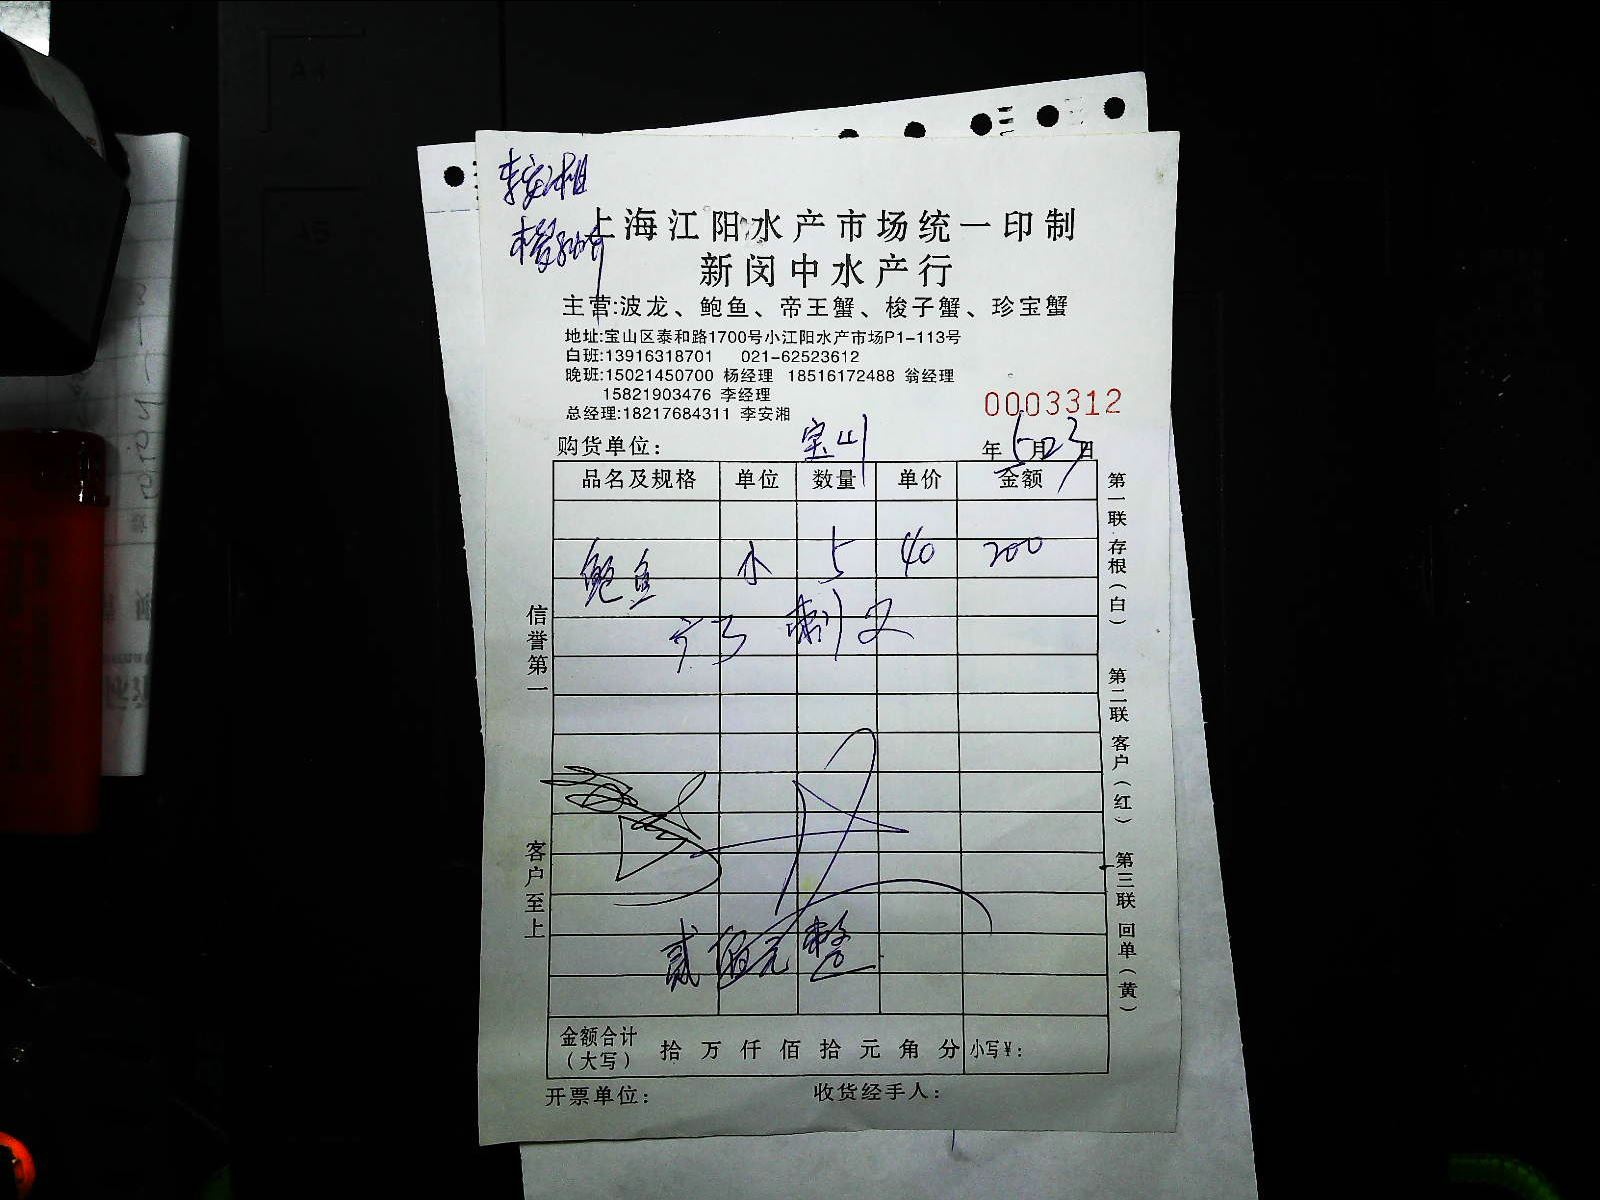 李安湘
上海江阳水产市场统一印制
新闵中水产行
主营:波龙、鲍鱼、帝王蟹、梭子蟹、珍宝蟹
地址:宝山区泰和路1700号小江阳水产市场P1-113号
白班:13916318701 021-62523612
晚班:15021450700 杨经理 18516172488 翁经理
15821903476 李经理
总经理:18217684311 李安湘
0003312
购货单位: 宝山 年 5月23日
品名及规格 单位 数量 单价 金额
鲍鱼 小 5 40 200
贰佰元整
金额合计(大写) 拾 万 仟 佰 拾 元 角 分 小写¥:
开票单位: 收货经手人:
信誉第一
客户至上
第一联 存根(白)
第二联 客户(红)
第三联 回单(黄)